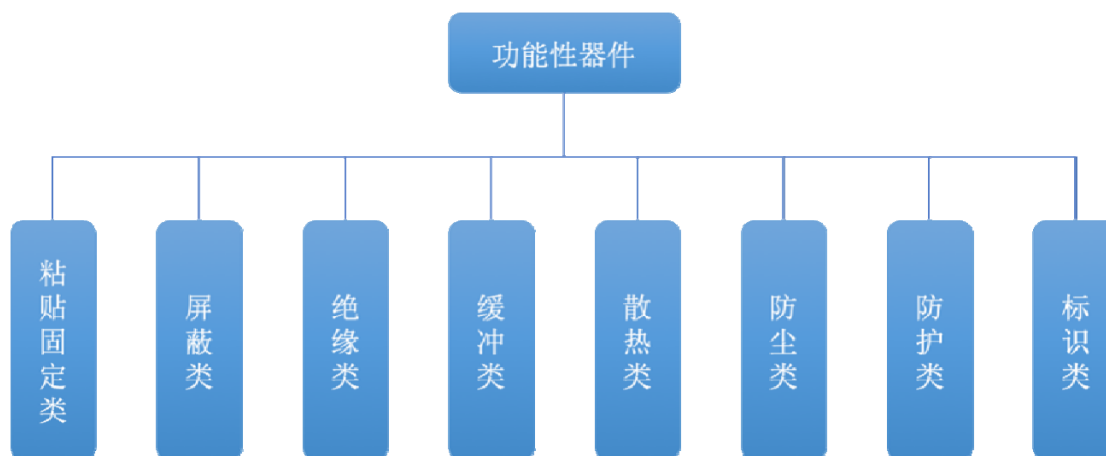 功能性器件
粘贴固定类
屏蔽类
绝缘类
缓冲类
散热类
防尘类
防护类
标识类